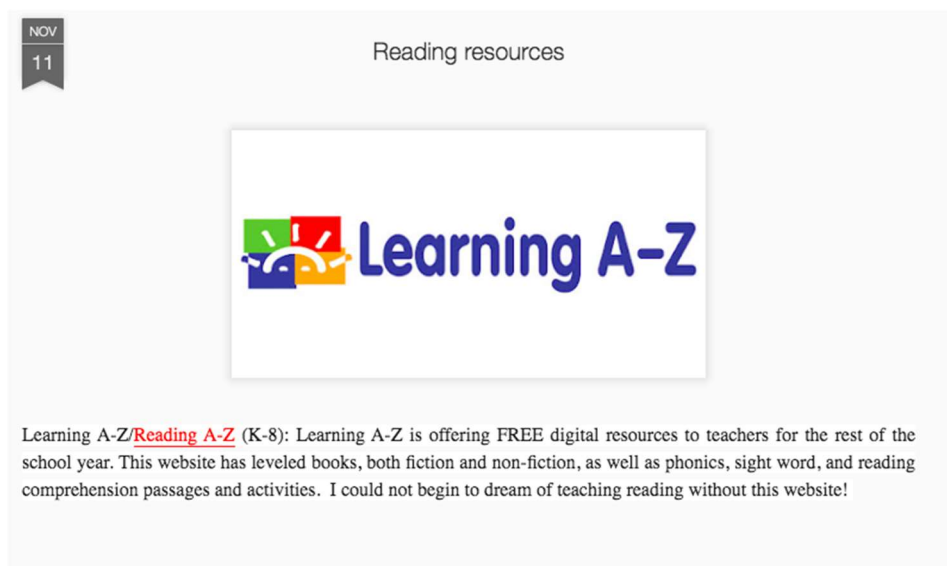 NOV
11
Reading resources
Learning A-Z
Learning A-Z/Reading A-Z (K-8): Learning A-Z is offering FREE digital resources to teachers for the rest of the
school year. This website has leveled books, both fiction and non-fiction, as well as phonics, sight word, and reading
comprehension passages and activities.  I could not begin to dream of teaching reading without this website!